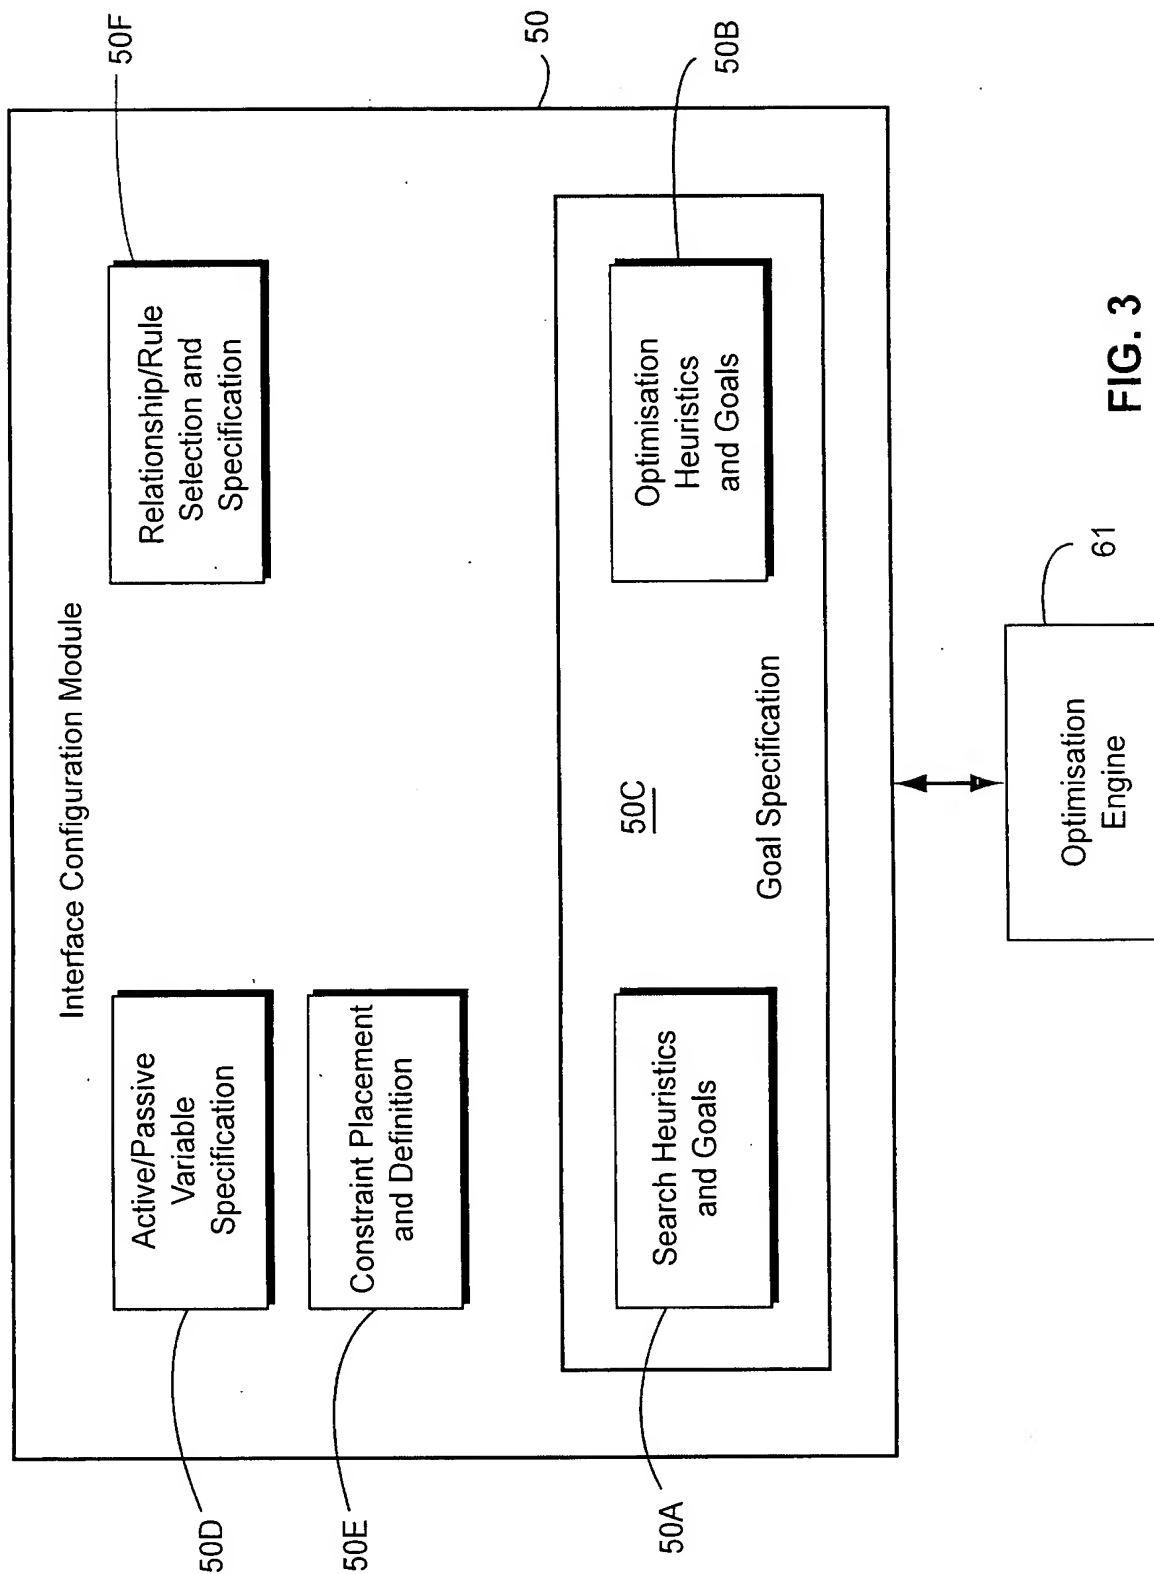 Interface Configuration Module
50
Active/Passive
Variable
Specification
50D
Relationship/Rule
Selection and
Specification
50F
Constraint Placement
and Definition
50E
50C
Goal Specification
Search Heuristics
and Goals
50A
Optimisation
Heuristics
and Goals
50B
Optimisation
Engine
61
FIG. 3